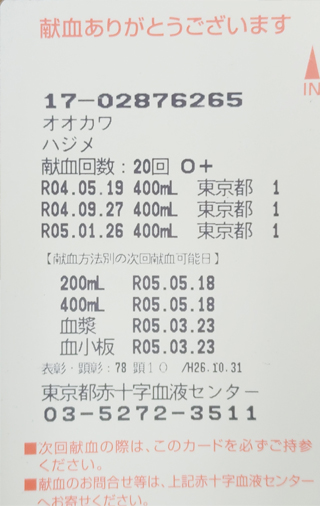 献血ありがとうございます
IN
17-02876265
オオカワ
ハジメ
献血回数:20回 O+
R04.05.19 400mL 東京都 1
R04.09.27 400mL 東京都 1
R05.01.26 400mL 東京都 1
【献血方法別の次回献血可能日】
200mL R05.05.18
400mL R05.05.18
血漿 R05.03.23
血小板 R05.03.23
表彰・顕彰:78 顕10 /H26.10.31
東京都赤十字血液センター
03-5272-3511
■次回献血の際は、このカードを必ずご持参
ください。
■献血のお問合せ等は、上記赤十字血液センター
へお寄せください。